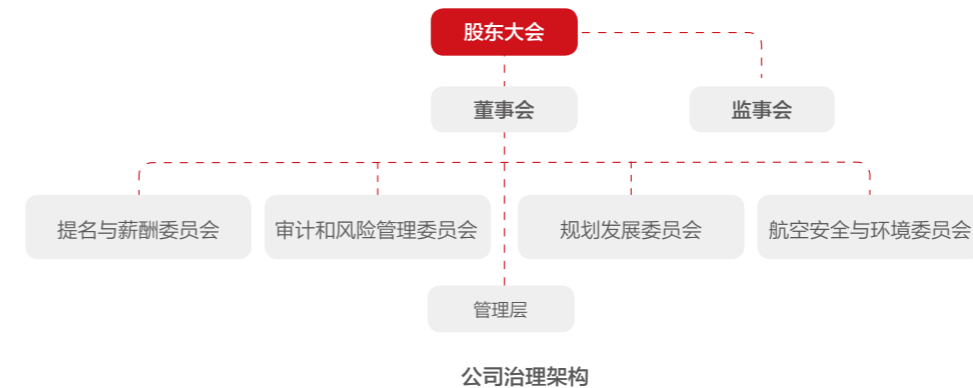 股东大会
董事会
监事会
提名与薪酬委员会
审计和风险管理委员会
规划发展委员会
航空安全与环境委员会
管理层
公司治理架构